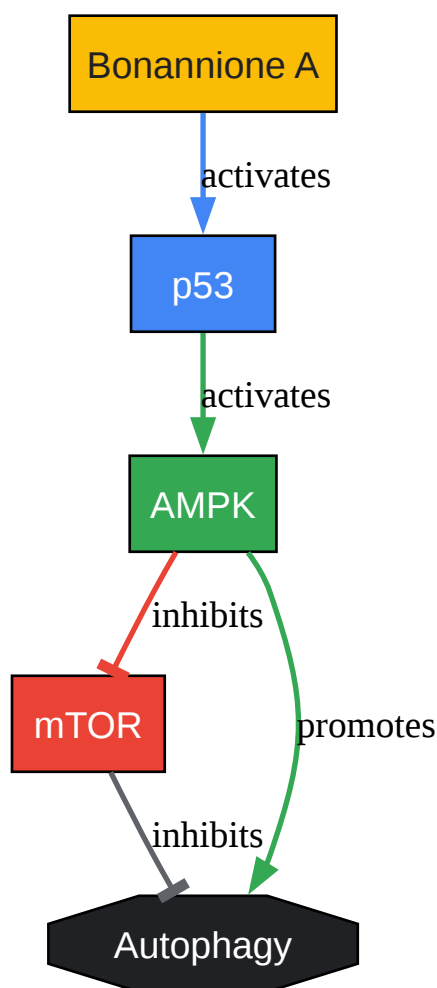 Bonannione A
activates
p53
activates
AMPK
inhibits
mTOR
promotes
inhibits
Autophagy